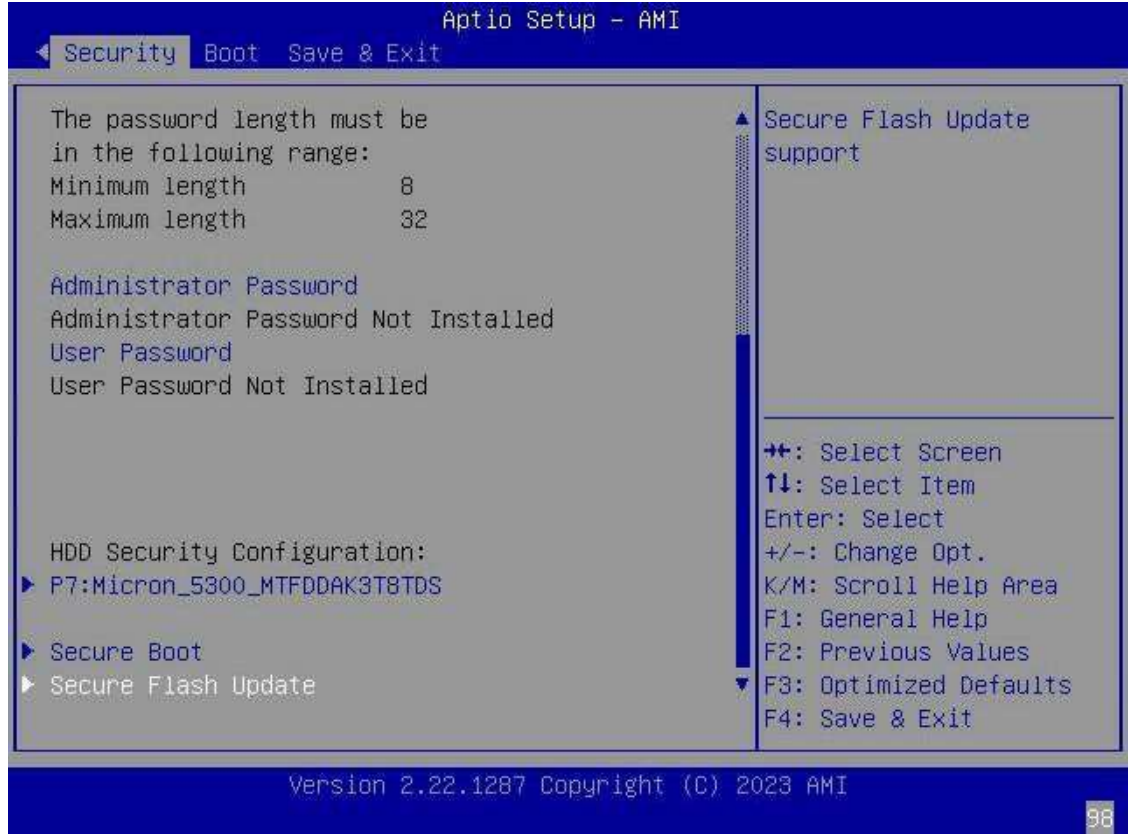 Aptio Setup – AMI
Security Boot Save & Exit
The password length must be
in the following range:
Minimum length 8
Maximum length 32
Administrator Password
Administrator Password Not Installed
User Password
User Password Not Installed
HDD Security Configuration:
P7:Micron_5300_MTFDDAK3T8TDS
Secure Boot
Secure Flash Update
Secure Flash Update
support
→←: Select Screen
↑↓: Select Item
Enter: Select
+/-: Change Opt.
K/M: Scroll Help Area
F1: General Help
F2: Previous Values
F3: Optimized Defaults
F4: Save & Exit
Version 2.22.1287 Copyright (C) 2023 AMI
98